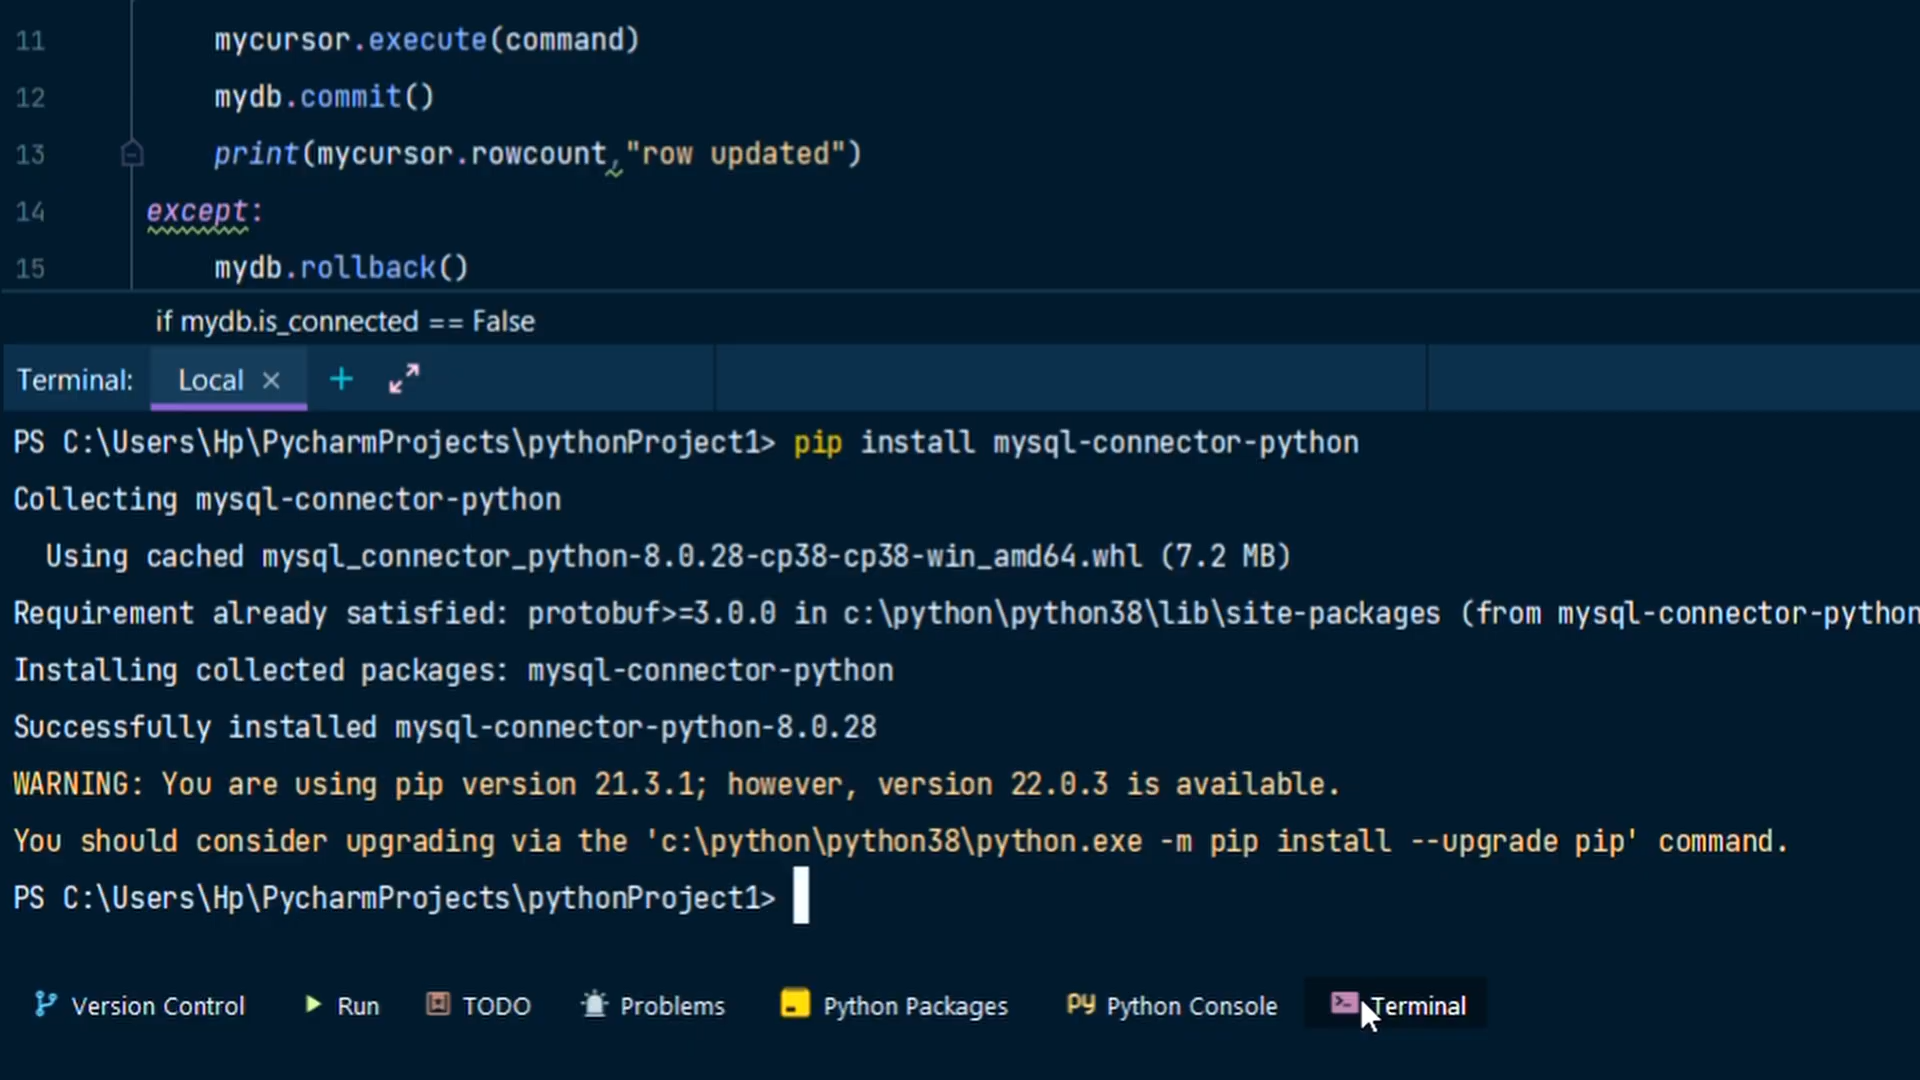 11 mycursor.execute(command)
12 mydb.commit()
13 print(mycursor.rowcount,"row updated")
14 except:
15 mydb.rollback()
if mydb.is_connected == False
Terminal: Local × +
PS C:\Users\Hp\PycharmProjects\pythonProject1> pip install mysql-connector-python
Collecting mysql-connector-python
  Using cached mysql_connector_python-8.0.28-cp38-cp38-win_amd64.whl (7.2 MB)
Requirement already satisfied: protobuf>=3.0.0 in c:\python\python38\lib\site-packages (from mysql-connector-python
Installing collected packages: mysql-connector-python
Successfully installed mysql-connector-python-8.0.28
WARNING: You are using pip version 21.3.1; however, version 22.0.3 is available.
You should consider upgrading via the 'c:\python\python38\python.exe -m pip install --upgrade pip' command.
PS C:\Users\Hp\PycharmProjects\pythonProject1>
Version Control Run TODO Problems Python Packages Python Console Terminal